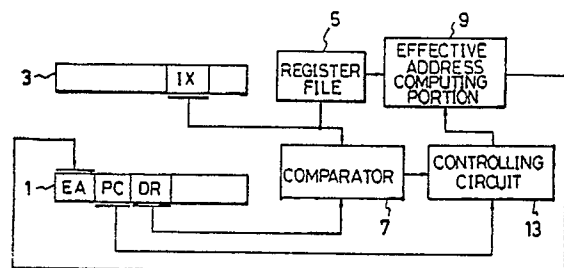 5
9
3
IX
REGISTER
FILE
EFFECTIVE
ADDRESS
COMPUTING
PORTION
1
EA PC DR
COMPARATOR
CONTROLLING
CIRCUIT
7
13